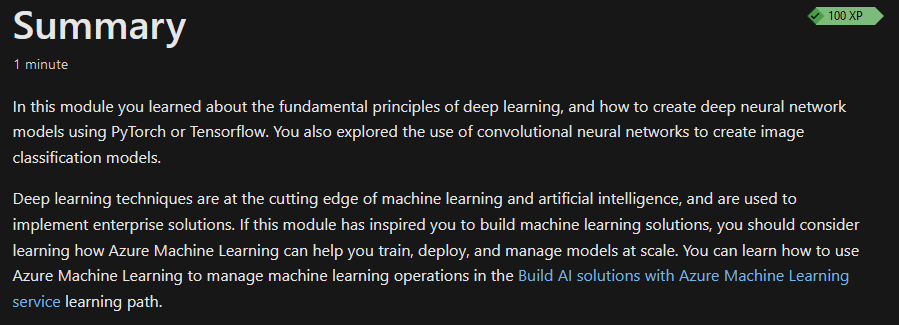 Summary
100 XP
1 minute
In this module you learned about the fundamental principles of deep learning, and how to create deep neural network
models using PyTorch or Tensorflow. You also explored the use of convolutional neural networks to create image
classification models.
Deep learning techniques are at the cutting edge of machine learning and artificial intelligence, and are used to
implement enterprise solutions. If this module has inspired you to build machine learning solutions, you should consider
learning how Azure Machine Learning can help you train, deploy, and manage models at scale. You can learn how to use
Azure Machine Learning to manage machine learning operations in the Build AI solutions with Azure Machine Learning
service learning path.